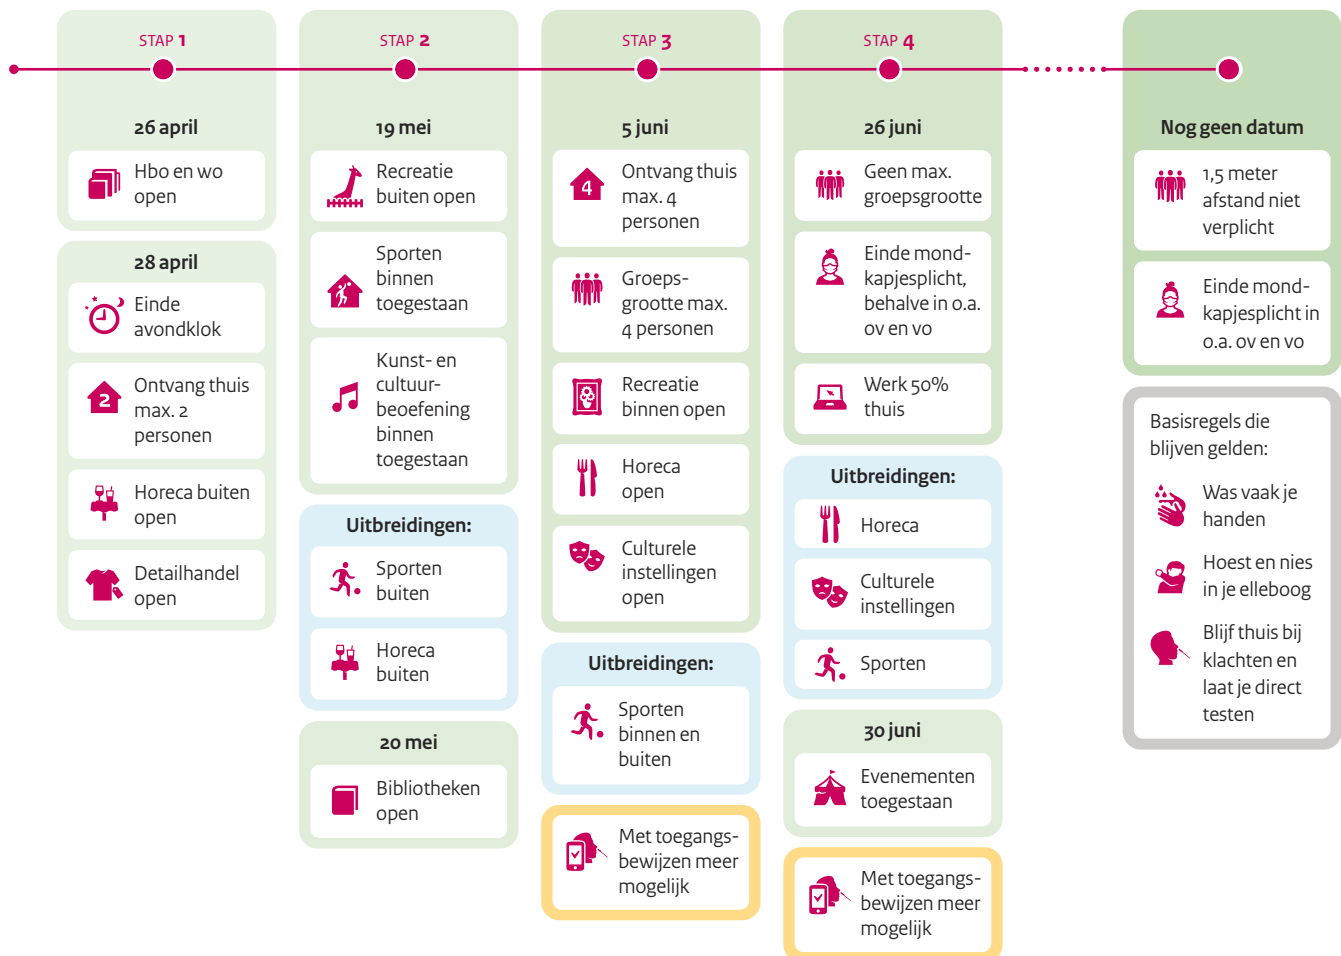 STAP 1
26 april
Hbo en wo
open
28 april
Einde
avondklok
2
Ontvang thuis
max. 2
personen
Horeca buiten
open
Detailhandel
open
STAP 2
19 mei
Recreatie
buiten open
Sporten
binnen
toegestaan
Kunst- en
cultuur-
beoefening
binnen
toegestaan
Uitbreidingen:
Sporten
buiten
Horeca
buiten
20 mei
Bibliotheken
open
STAP 3
5 juni
4
Ontvang thuis
max. 4
personen
Groeps-
grootte max.
4 personen
Recreatie
binnen open
Horeca
open
Culturele
instellingen
open
Uitbreidingen:
Sporten
binnen en
buiten
Met toegangs-
bewijzen meer
mogelijk
STAP 4
26 juni
Geen max.
groepsgrootte
Einde mond-
kapjesplicht,
behalve in o.a.
ov en vo
Werk 50%
thuis
Uitbreidingen:
Horeca
Culturele
instellingen
Sporten
30 juni
Evenementen
toegestaan
Met toegangs-
bewijzen meer
mogelijk
Nog geen datum
1,5 meter
afstand niet
verplicht
Einde mond-
kapjesplicht in
o.a. ov en vo
Basisregels die
blijven gelden:
Was vaak je
handen
Hoest en nies
in je elleboog
Blijf thuis bij
klachten en
laat je direct
testen